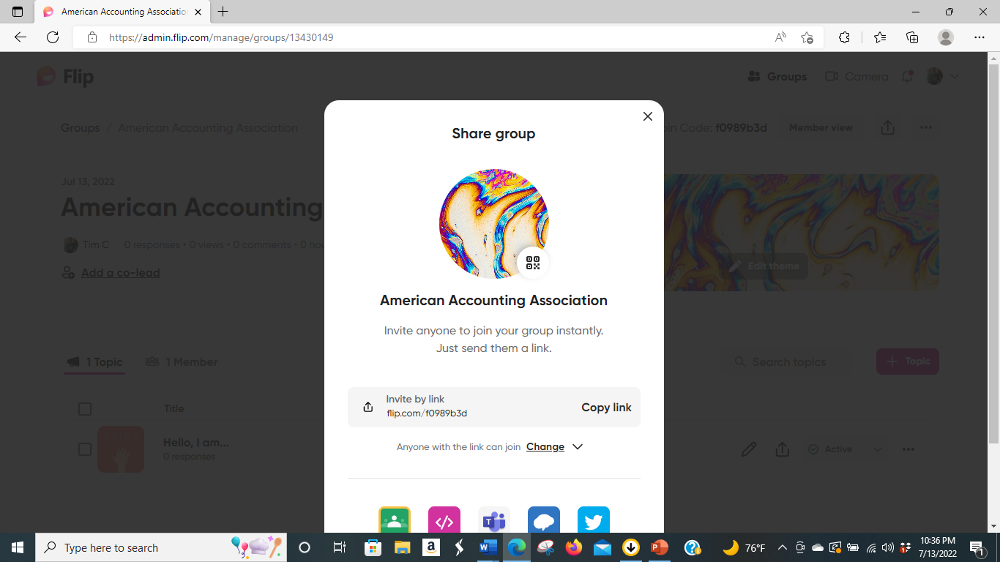 American Accounting Associatio
https://admin.flip.com/manage/groups/13430149
Flip
Groups
Camera
Groups / American Accounting Association
in Code: f0989b3d
Member view
Share group
Jul 13, 2022
American Accounting
Tim C
0 responses • 0 views • 0 comments • 0 hou
Add a co-lead
Edit theme
American Accounting Association
Invite anyone to join your group instantly.
Just send them a link.
1 Topic
1 Member
Search topics
Topic
Invite by link
flip.com/f0989b3d
Copy link
Anyone with the link can join Change
Title
Hello, I am...
0 responses
Active
Type here to search
76°F
10:36 PM
7/13/2022
1